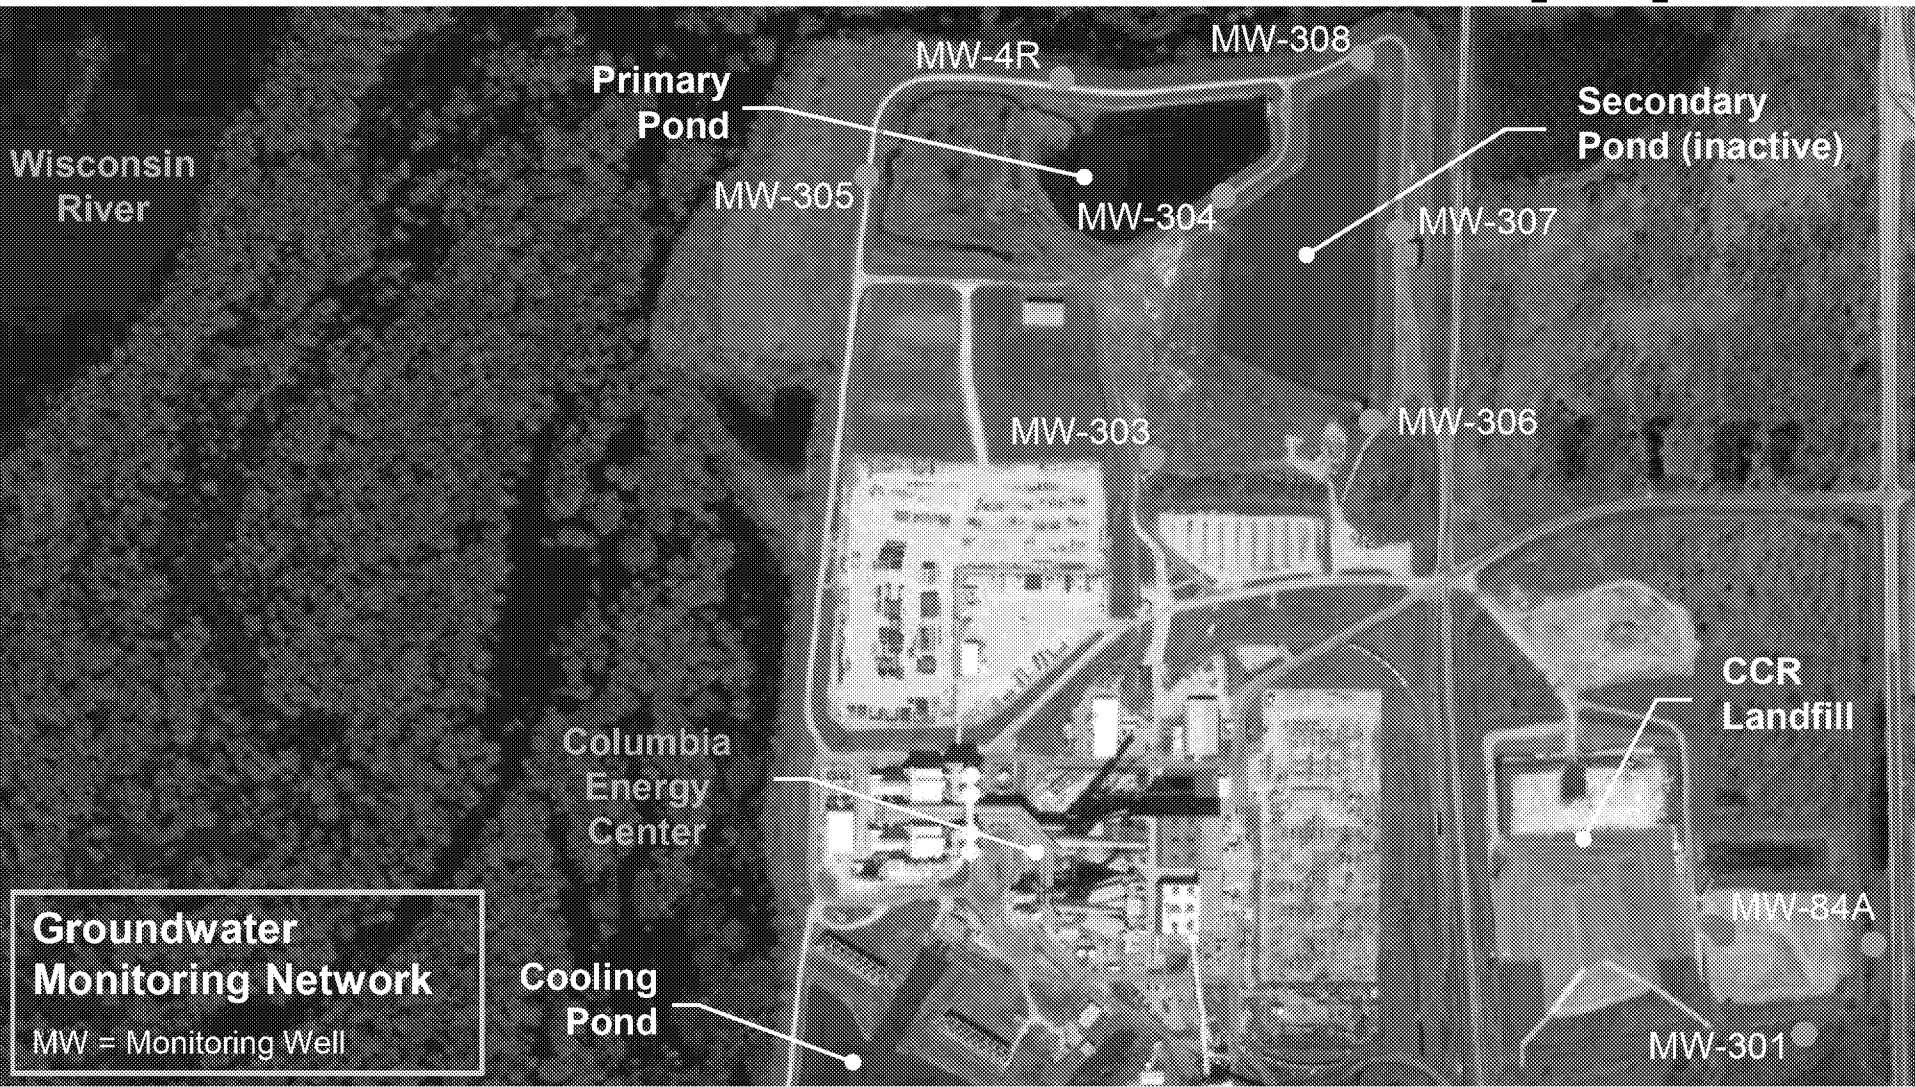 MW-4R
MW-308
Primary
Pond
Secondary
Pond (inactive)
Wisconsin
River
MW-305
MW-304
MW-307
MW-303
MW-306
CCR
Landfill
Columbia
Energy
Center
MW-84A
Groundwater
Monitoring Network
MW = Monitoring Well
Cooling
Pond
MW-301